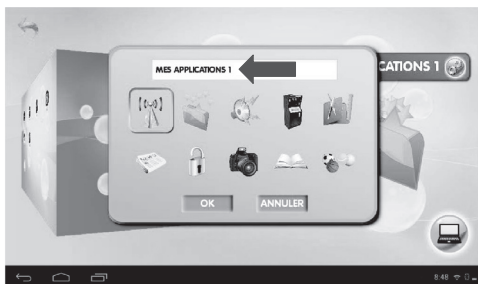 MES APPLICATIONS 1
CATIONS 1
OK
ANNULER
8:48